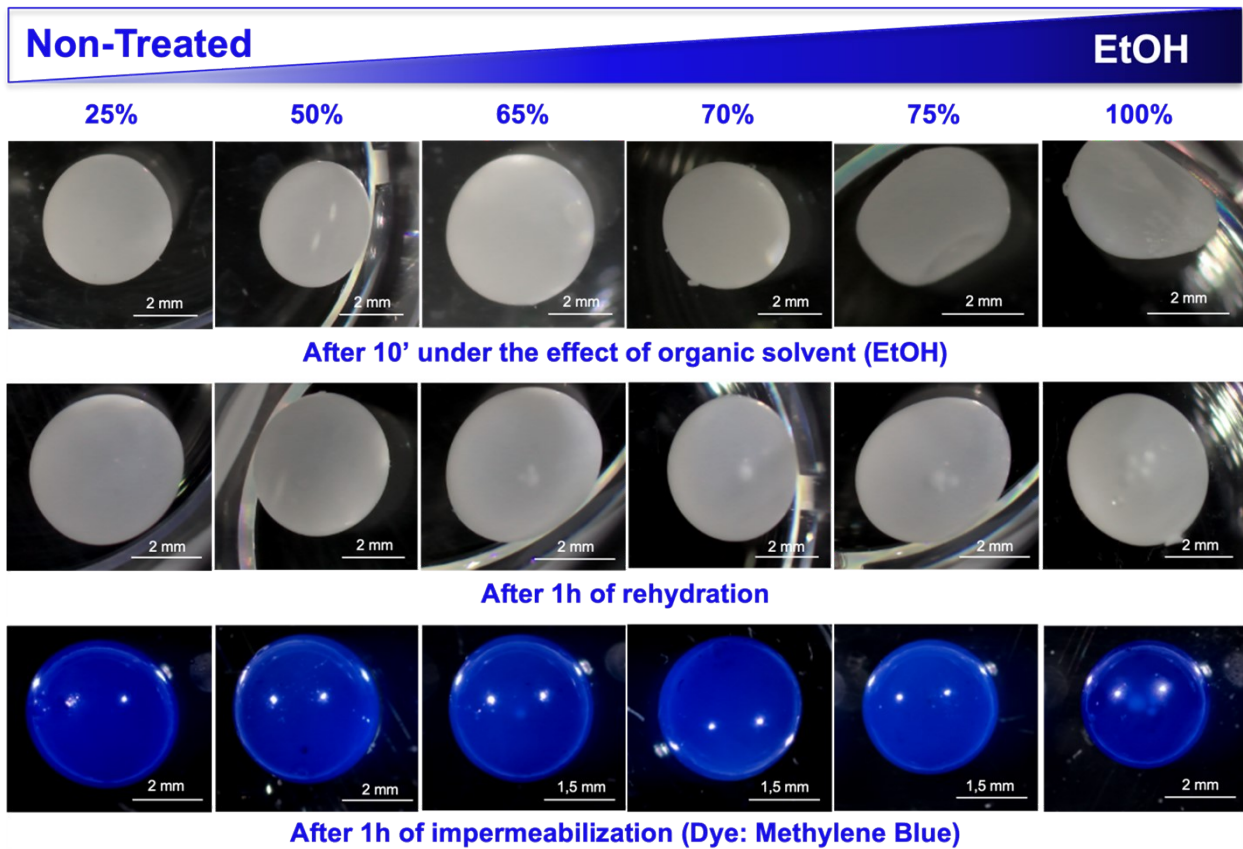 Non-Treated
EtOH
25% 50% 65% 70% 75% 100%
2 mm 2 mm 2 mm 2 mm 2 mm 2 mm
After 10’ under the effect of organic solvent (EtOH)
2 mm 2 mm 2 mm 2 mm 2 mm 2 mm
After 1h of rehydration
2 mm 2 mm 1,5 mm 1,5 mm 1,5 mm 2 mm
After 1h of impermeabilization (Dye: Methylene Blue)